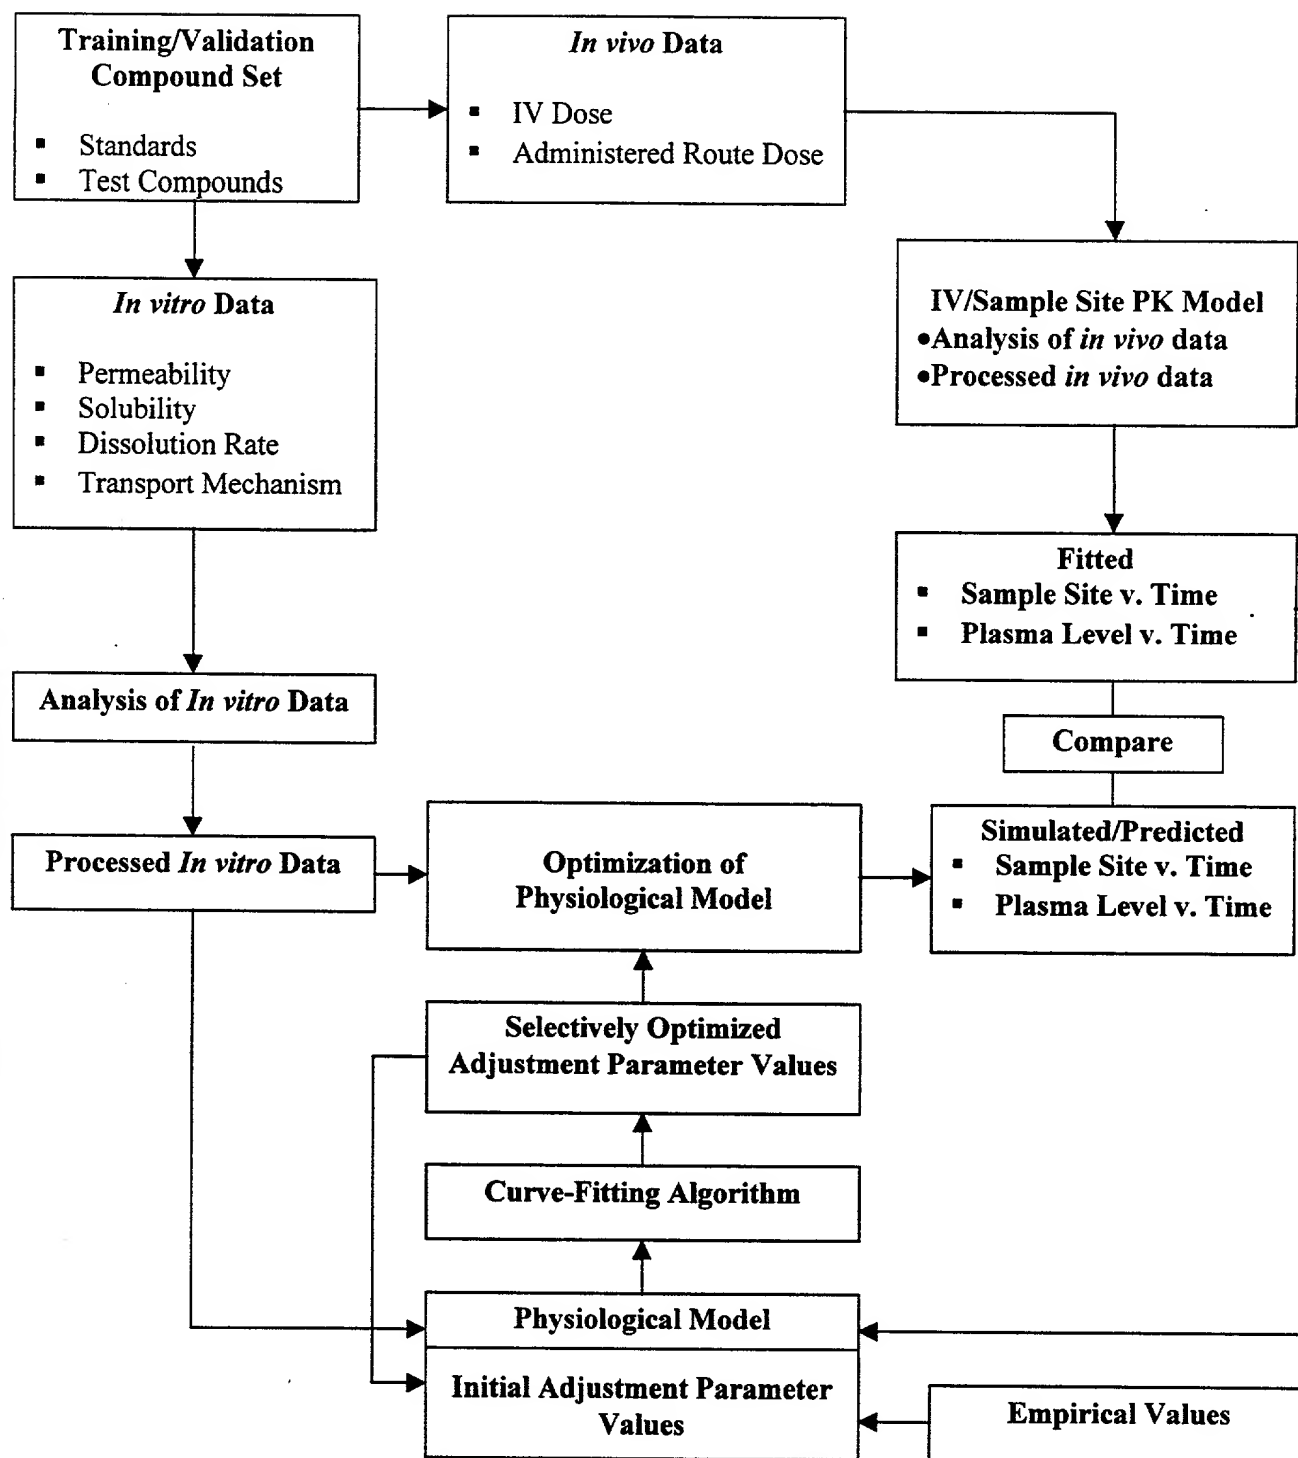 Training/Validation
Compound Set
▪ Standards
▪ Test Compounds
In vivo Data
▪ IV Dose
▪ Administered Route Dose
In vitro Data
▪ Permeability
▪ Solubility
▪ Dissolution Rate
▪ Transport Mechanism
IV/Sample Site PK Model
•Analysis of in vivo data
•Processed in vivo data
Fitted
▪ Sample Site v. Time
▪ Plasma Level v. Time
Analysis of In vitro Data
Compare
Processed In vitro Data
Optimization of
Physiological Model
Simulated/Predicted
▪ Sample Site v. Time
▪ Plasma Level v. Time
Selectively Optimized
Adjustment Parameter Values
Curve-Fitting Algorithm
Physiological Model
Initial Adjustment Parameter
Values
Empirical Values